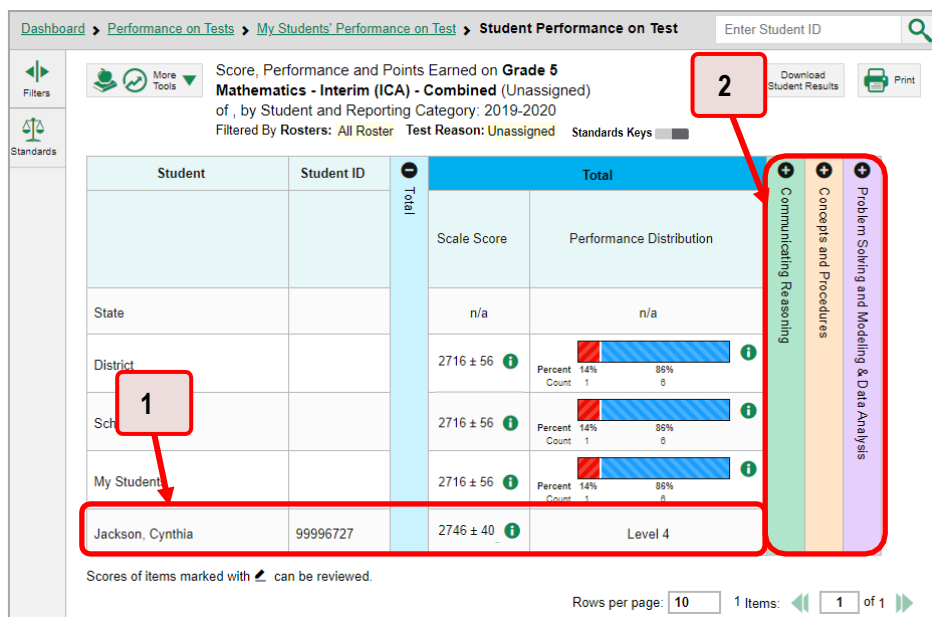 Dashboard > Performance on Tests > My Students' Performance on Test > Student Performance on Test
Enter Student ID
Filters
Standards
More
Tools
Score, Performance and Points Earned on Grade 5
Mathematics - Interim (ICA) - Combined (Unassigned)
of , by Student and Reporting Category: 2019-2020
Filtered By Rosters: All Roster Test Reason: Unassigned Standards Keys
2
Download
Student Results
Print
Student Student ID Total Total
Scale Score Performance Distribution
Communicating Reasoning
Concepts and Procedures
Problem Solving and Modeling & Data Analysis
State n/a n/a
District 2716 ± 56
Percent 14% 86%
Count 1 6
1
Sch 2716 ± 56
Percent 14% 86%
Count 1 6
My Students 2716 ± 56
Percent 14% 86%
Count 1 6
Jackson, Cynthia 99996727 2746 ± 40 Level 4
Scores of items marked with can be reviewed.
Rows per page: 10 1 Items: 1 of 1